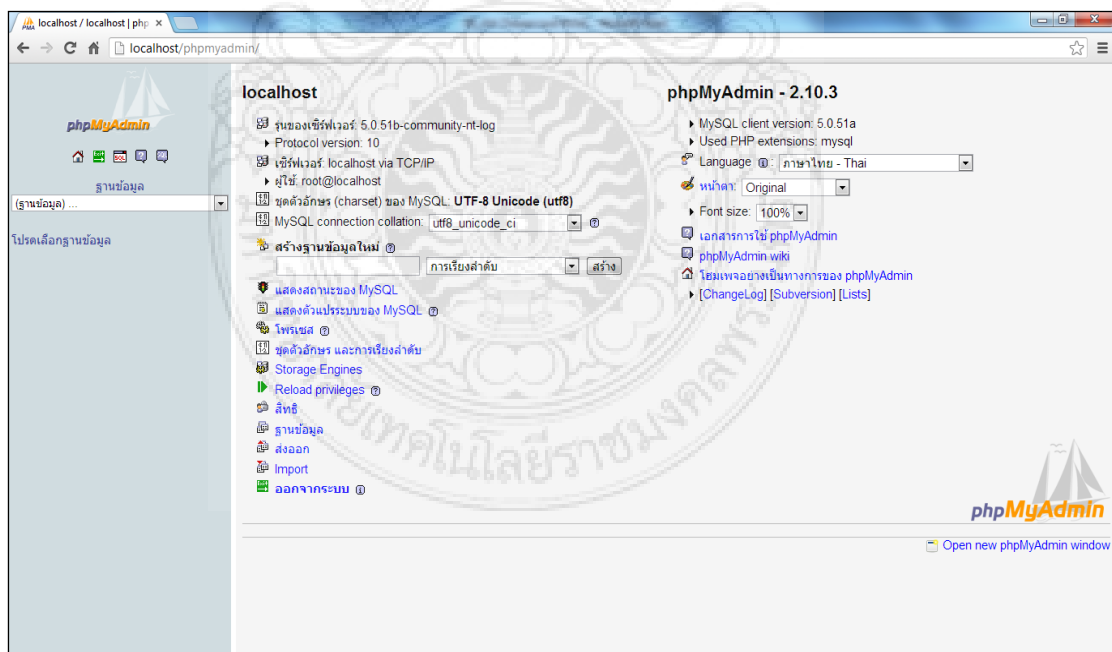 localhost / localhost | php
localhost/phpmyadmin/
phpMyAdmin
SQL
ฐานข้อมูล
(ฐานข้อมูล) ...
โปรดเลือกฐานข้อมูล
localhost
รุ่นของเซิร์ฟเวอร์: 5.0.51b-community-nt-log
Protocol version: 10
เซิร์ฟเวอร์: localhost via TCP/IP
ผู้ใช้: root@localhost
ชุดตัวอักษร (charset) ของ MySQL: UTF-8 Unicode (utf8)
MySQL connection collation: utf8_unicode_ci
สร้างฐานข้อมูลใหม่
การเรียงลำดับ สร้าง
แสดงสถานะของ MySQL
แสดงตัวแปรระบบของ MySQL
โพรเซส
ชุดตัวอักษร และการเรียงลำดับ
Storage Engines
Reload privileges
สิทธิ
ฐานข้อมูล
ส่งออก
Import
ออกจากระบบ
phpMyAdmin - 2.10.3
MySQL client version: 5.0.51a
Used PHP extensions: mysql
Language : ภาษาไทย - Thai
หน้าตา: Original
Font size: 100%
เอกสารการใช้ phpMyAdmin
phpMyAdmin wiki
โฮมเพจอย่างเป็นทางการของ phpMyAdmin
[ChangeLog] [Subversion] [Lists]
phpMyAdmin
Open new phpMyAdmin window